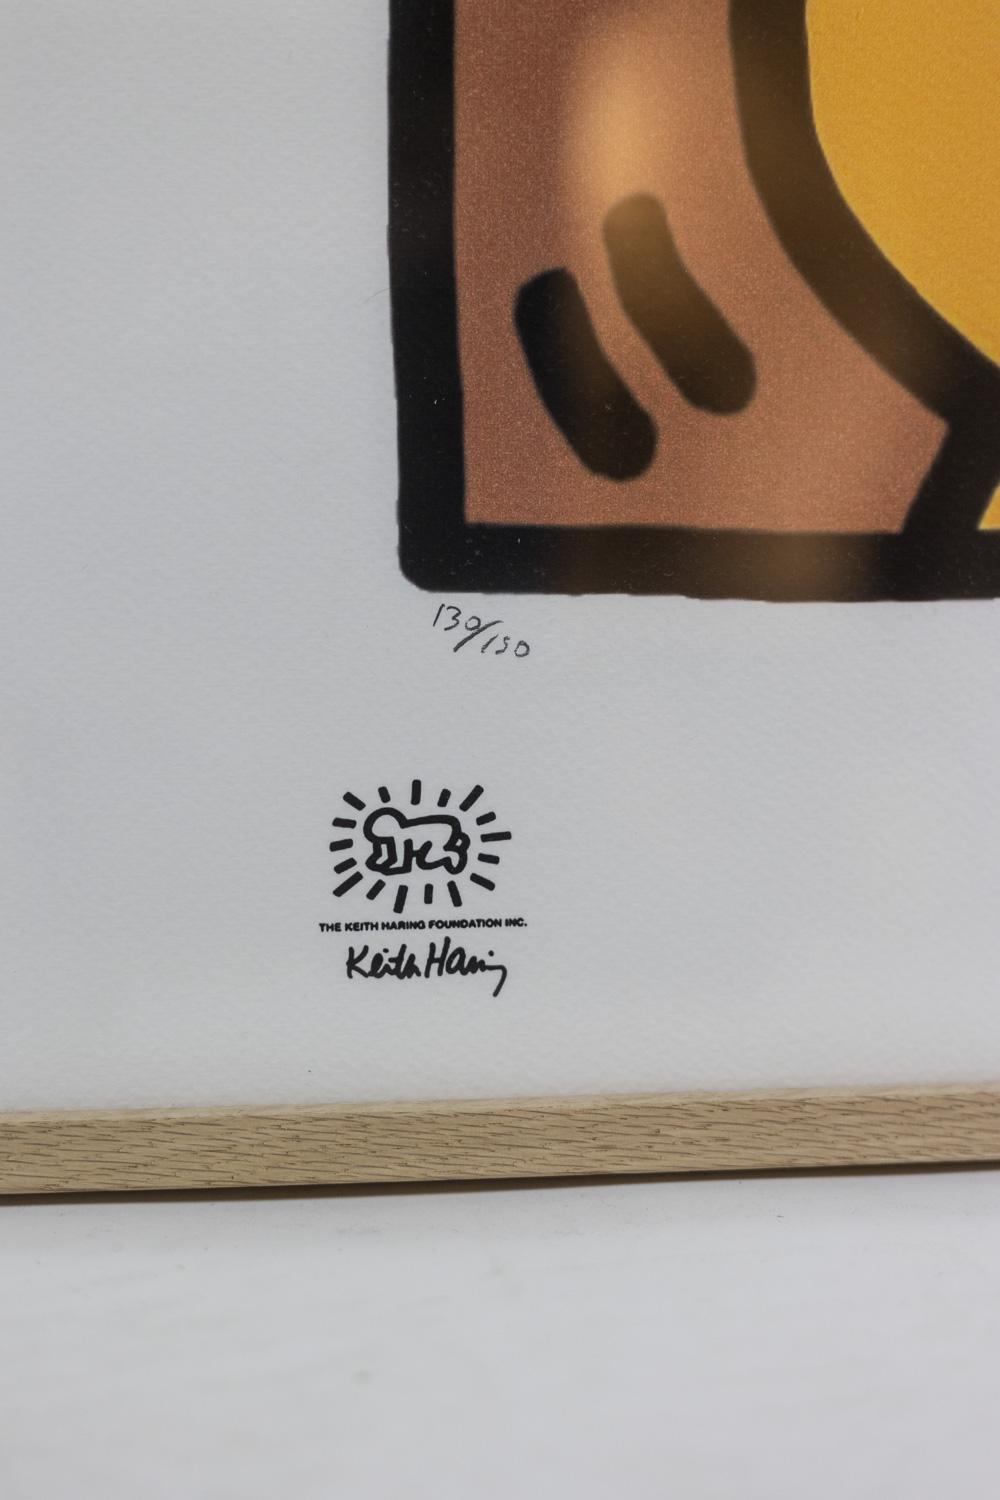 130/150
THE KEITH HARING FOUNDATION INC.
Keith Haring